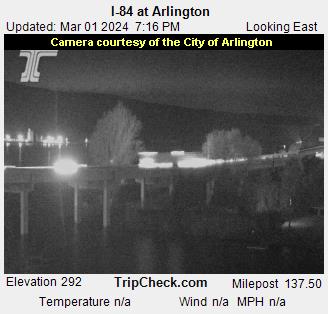 I-84 at Arlington
Updated: Mar 01 2024 7:16 PM Looking East
Camera courtesy of the City of Arlington
Elevation 292 TripCheck.com Milepost 137.50
Temperature n/a Wind n/a MPH n/a